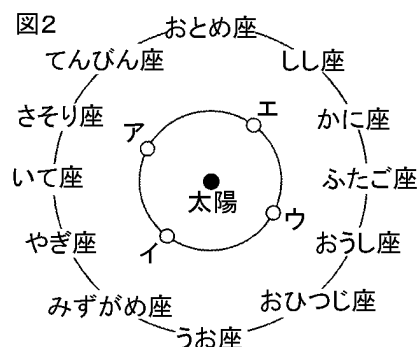 図2
おとめ座
てんびん座
しし座
さそり座
かに座
ア
エ
いて座
ふたご座
太陽
ウ
やぎ座
おうし座
イ
みずがめ座
おひつじ座
うお座